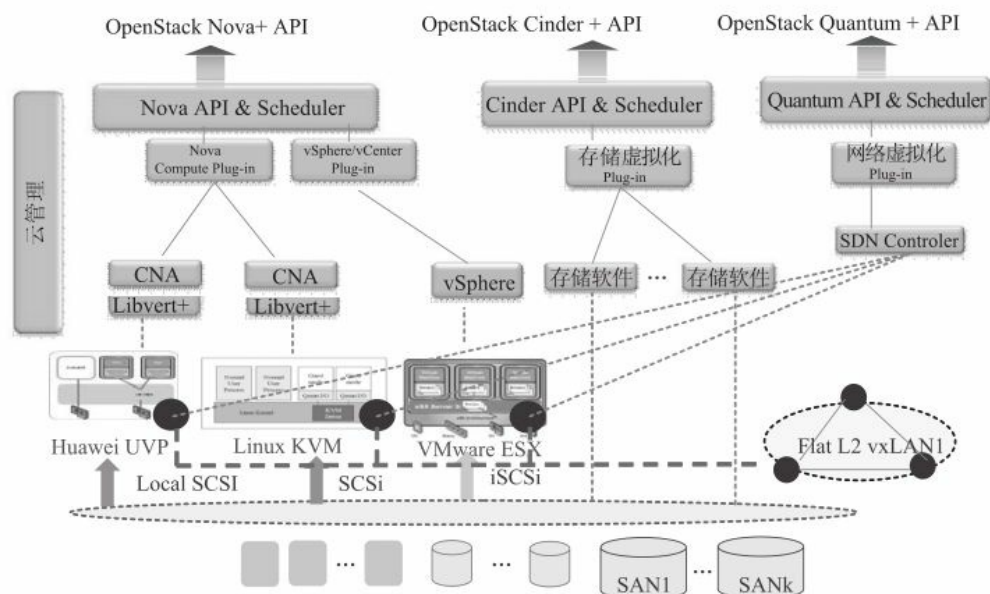 OpenStack Nova+ API
OpenStack Cinder + API
OpenStack Quantum + API
Nova API & Scheduler
Cinder API & Scheduler
Quantum API & Scheduler
云管理
Nova
Compute Plug-in
vSphere/vCenter
Plug-in
存储虚拟化
Plug-in
网络虚拟化
Plug-in
SDN Controler
CNA
CNA
vSphere
存储软件
...
存储软件
Libvert+
Libvert+
Huawei UVP
Linux KVM
VMware ESX
Flat L2 vxLAN1
Local SCSI
SCSi
iSCSi
...
...
SAN1
...
SANk